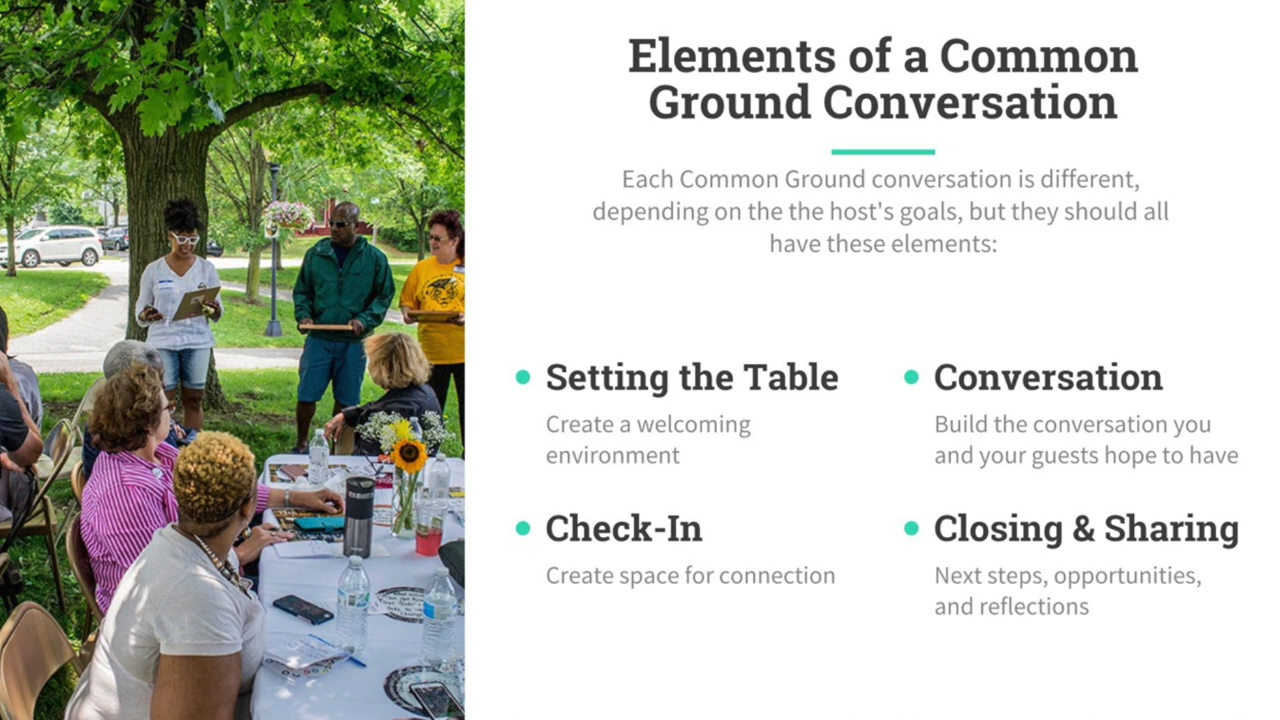 Elements of a Common
Ground Conversation
Each Common Ground conversation is different,
depending on the the host's goals, but they should all
have these elements:
Setting the Table
Create a welcoming
environment
Check-In
Create space for connection
Conversation
Build the conversation you
and your guests hope to have
Closing & Sharing
Next steps, opportunities,
and reflections